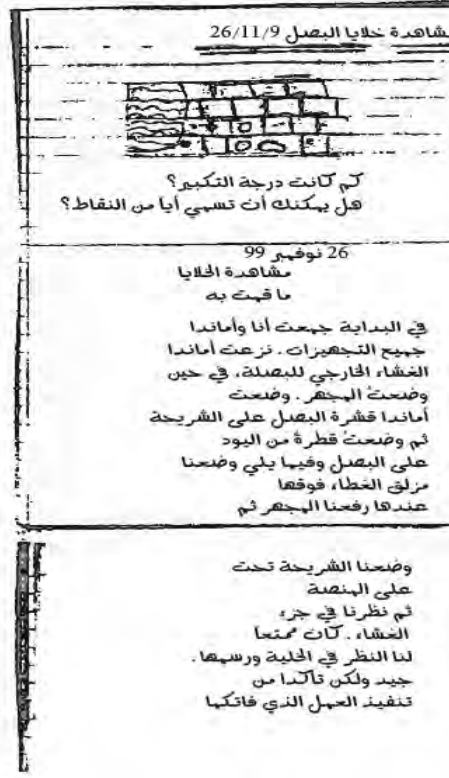 مشاهدة خلايا البصل 26/11/9
كم كانت درجة التكبير؟
هل يمكنك أن تسمي أيا من النقاط؟
26 نوفمبر 99
مشاهدة الخلايا
ما قمت به
في البداية جمعت أنا وأماندا
جميع التجهيزات. نزعت أماندا
الغشاء الخارجي للبصلة، في حين
وضعتُ المجهر. وضعت
أماندا قشرة البصل على الشريحة
ثم وضعتُ قطرةً من اليود
على البصل وفيما يلي وضعنا
مزلق الغطاء فوقها
عندها رفعنا المجهر ثم
وضعنا الشريحة تحت
على المنصة
ثم نظرنا في جزء
الغشاء. كان ممتعاً
لنا النظر في الخلية ورسمها.
جيد ولكن تأكدا من
تنفيذ العمل الذي فاتكما